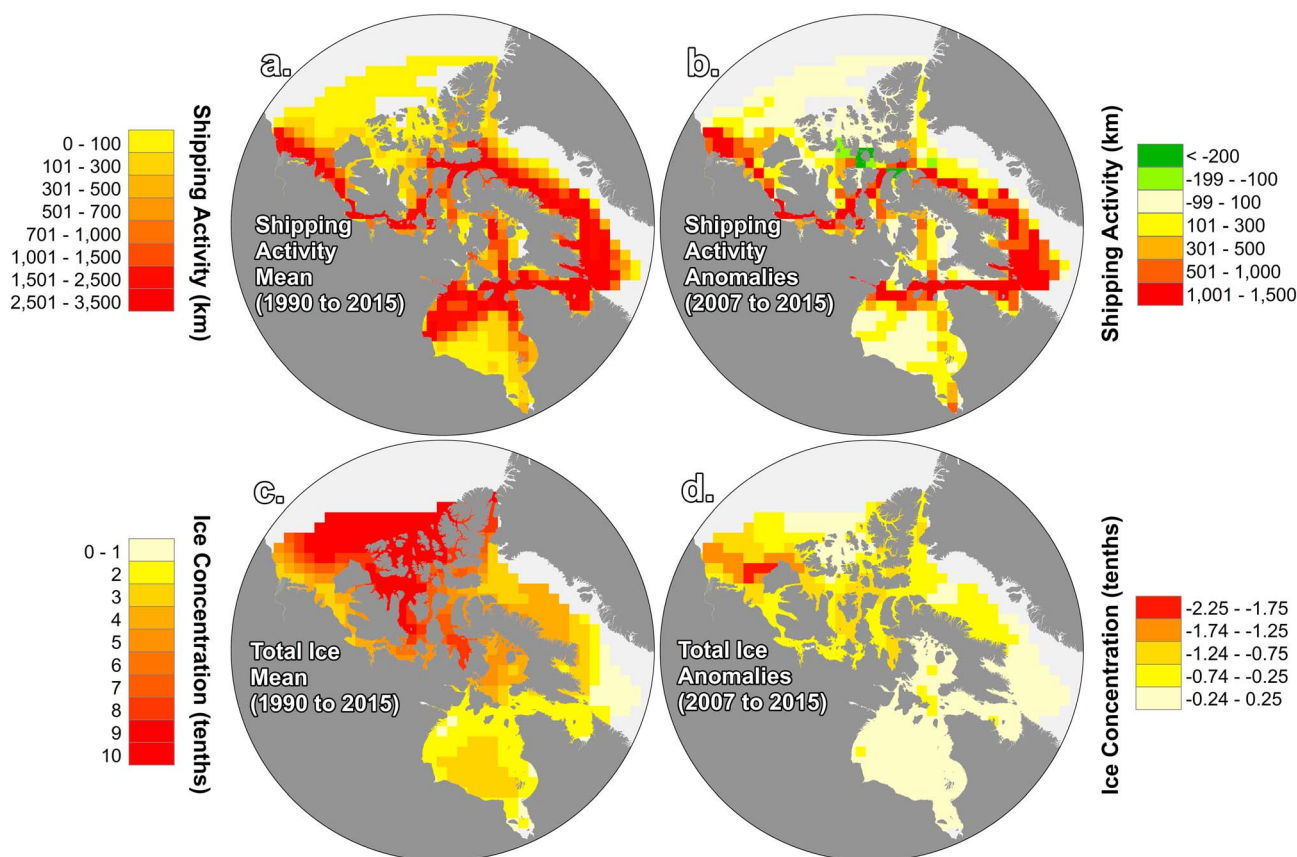 a.
Shipping Activity (km)
0 - 100
101 - 300
301 - 500
501 - 700
701 - 1,000
1,001 - 1,500
1,501 - 2,500
2,501 - 3,500
Shipping
Activity
Mean
(1990 to 2015)
b.
Shipping
Activity
Anomalies
(2007 to 2015)
Shipping Activity (km)
< -200
-199 - -100
-99 - 100
101 - 300
301 - 500
501 - 1,000
1,001 - 1,500
c.
Ice Concentration (tenths)
0 - 1
2
3
4
5
6
7
8
9
10
Total Ice
Mean
(1990 to 2015)
d.
Total Ice
Anomalies
(2007 to 2015)
Ice Concentration (tenths)
-2.25 - -1.75
-1.74 - -1.25
-1.24 - -0.75
-0.74 - -0.25
-0.24 - 0.25